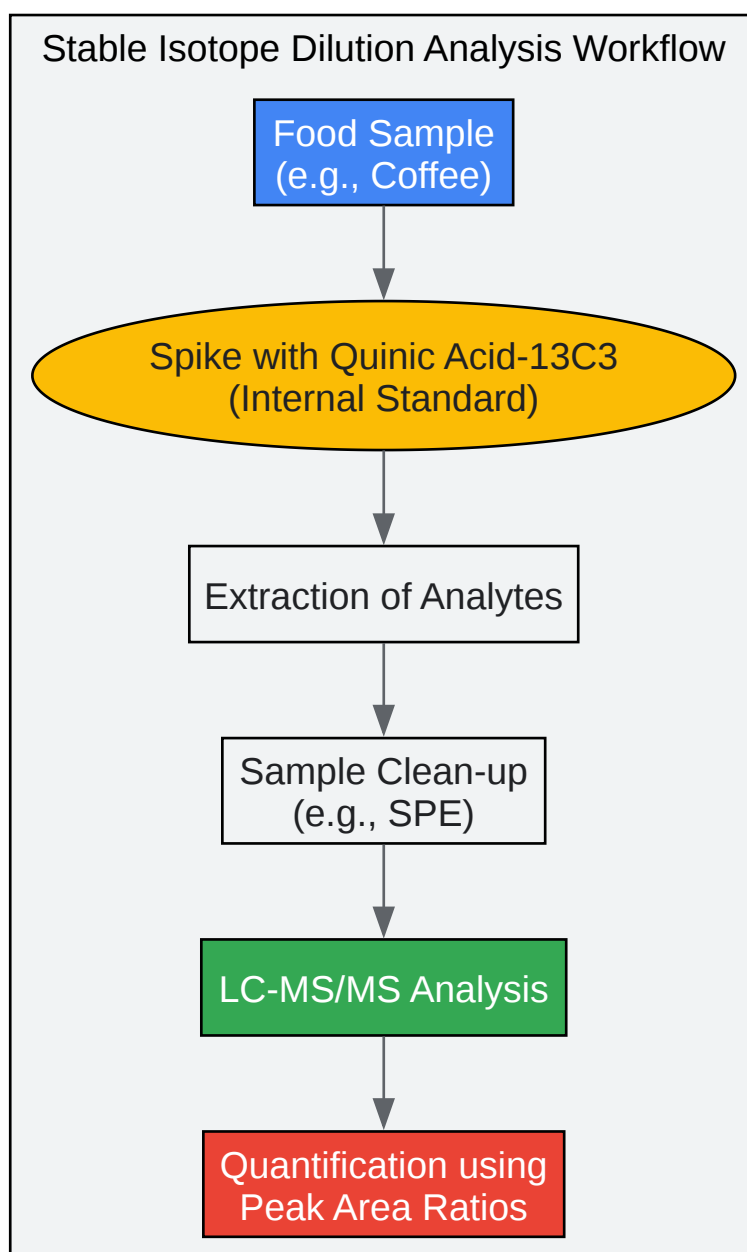 Stable Isotope Dilution Analysis Workflow
Food Sample
(e.g., Coffee)
Spike with Quinic Acid-13C3
(Internal Standard)
Extraction of Analytes
Sample Clean-up
(e.g., SPE)
LC-MS/MS Analysis
Quantification using
Peak Area Ratios